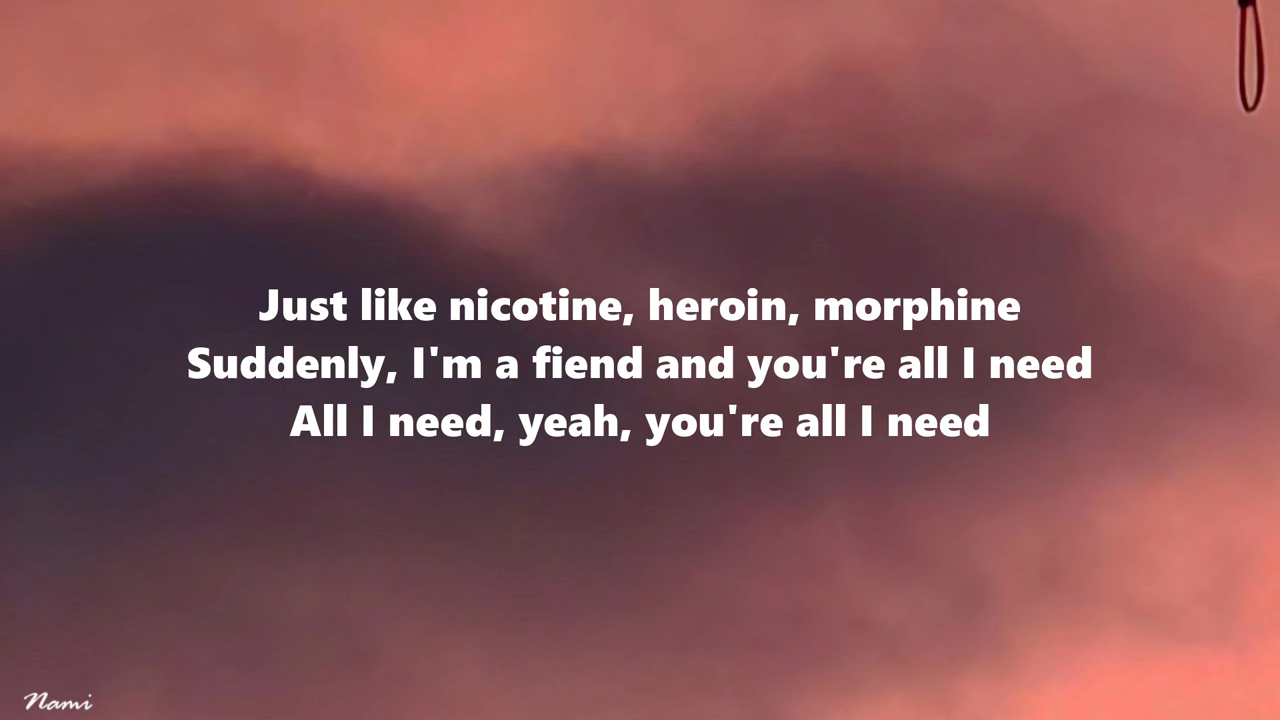 Just like nicotine, heroin, morphine
Suddenly, I'm a fiend and you're all I need
All I need, yeah, you're all I need
Nami